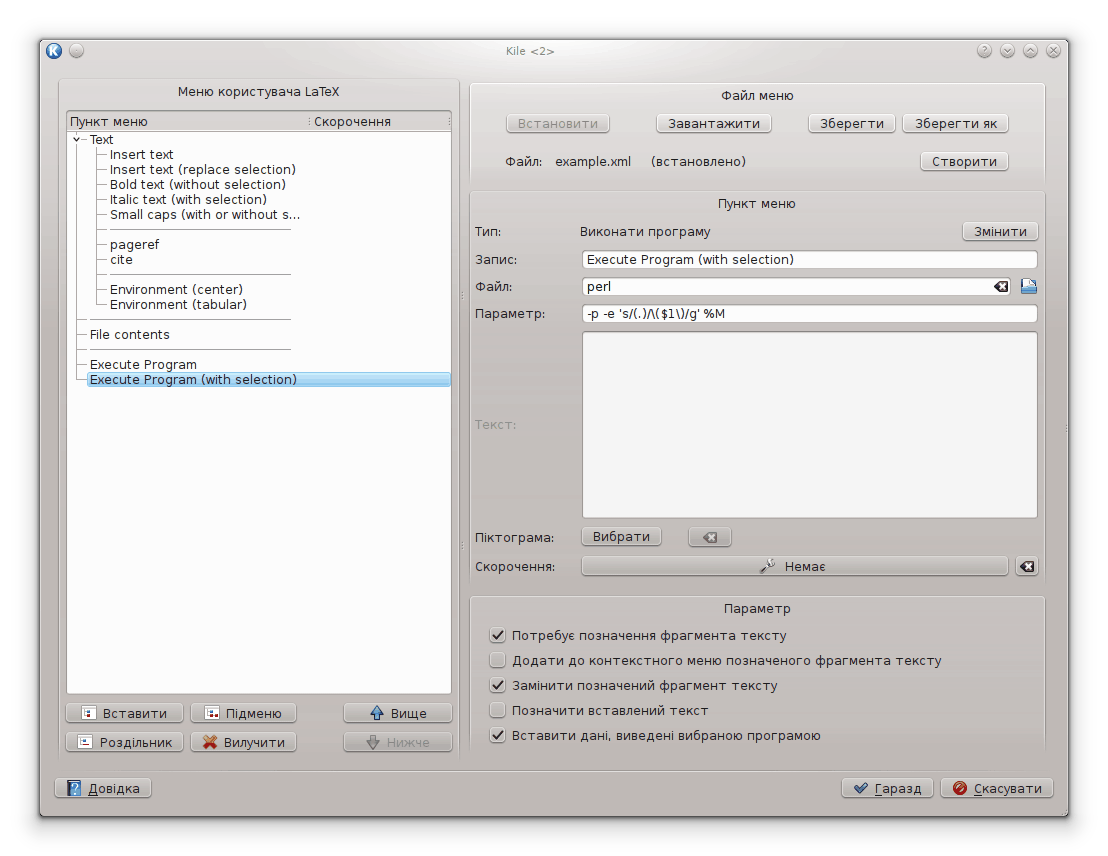 Kile <2>
Меню користувача LaTeX
Пункт меню
Скорочення
Text
Insert text
Insert text (replace selection)
Bold text (without selection)
Italic text (with selection)
Small caps (with or without s...
pageref
cite
Environment (center)
Environment (tabular)
File contents
Execute Program
Execute Program (with selection)
Вставити
Підменю
Вище
Роздільник
Вилучити
Нижче
Файл меню
Встановити
Завантажити
Зберегти
Зберегти як
Файл: example.xml (встановлено)
Створити
Пункт меню
Тип: Виконати програму
Змінити
Запис: Execute Program (with selection)
Файл: perl
Параметр: -p -e 's/(.)/\($1\)/g' %M
Текст:
Піктограма: Вибрати
Скорочення: Немає
Параметр
Потребує позначення фрагмента тексту
Додати до контекстного меню позначеного фрагмента тексту
Замінити позначений фрагмент тексту
Позначити вставлений текст
Вставити дані, виведені вибраною програмою
Довідка
Гаразд
Скасувати